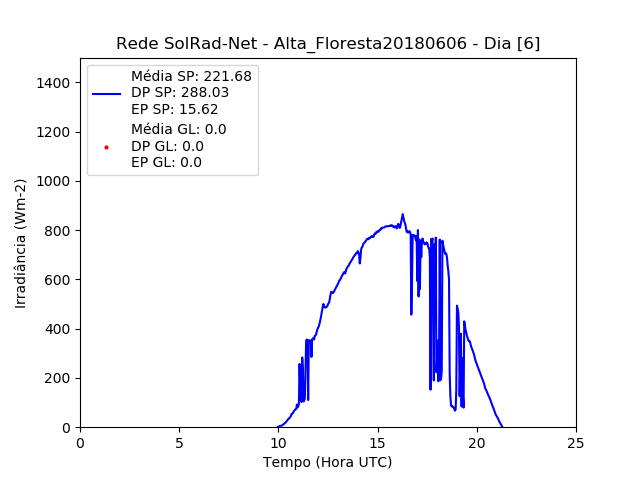 Rede SolRad-Net - Alta_Floresta20180606 - Dia [6]
Média SP: 221.68
DP SP: 288.03
EP SP: 15.62
Média GL: 0.0
DP GL: 0.0
EP GL: 0.0
1400
1200
1000
800
600
400
200
0
Irradiância (Wm-2)
0 5 10 15 20 25
Tempo (Hora UTC)